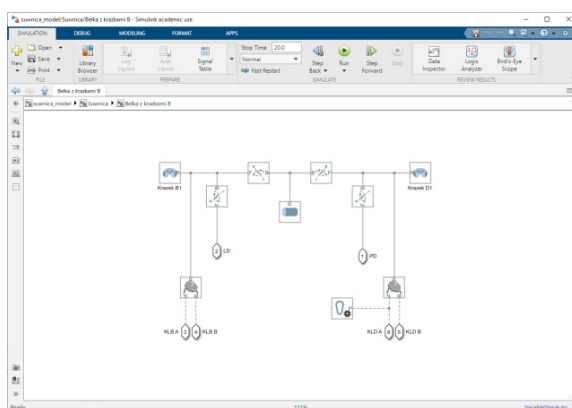 suwnica_model/Suwnica/Belka z krazkami B - Simulink academic use
SIMULATION DEBUG MODELING FORMAT APPS
New
Open
Save
Print
FILE
Library Browser
LIBRARY
Log Signals
Add Viewer
Signal Table
PREPARE
Stop Time 20.0
Normal
Fast Restart
Step Back
Run
Step Forward
Stop
SIMULATE
Data Inspector
Logic Analyzer
Bird's-Eye Scope
REVIEW RESULTS
Belka z krazkami B
suwnica_model Suwnica Belka z krazkami B
Krazek B1
Krazek D1
2 LD
1 PD
KLB A 3 4 KLB B
KLD A 6 5 KLD B
Ready
111%